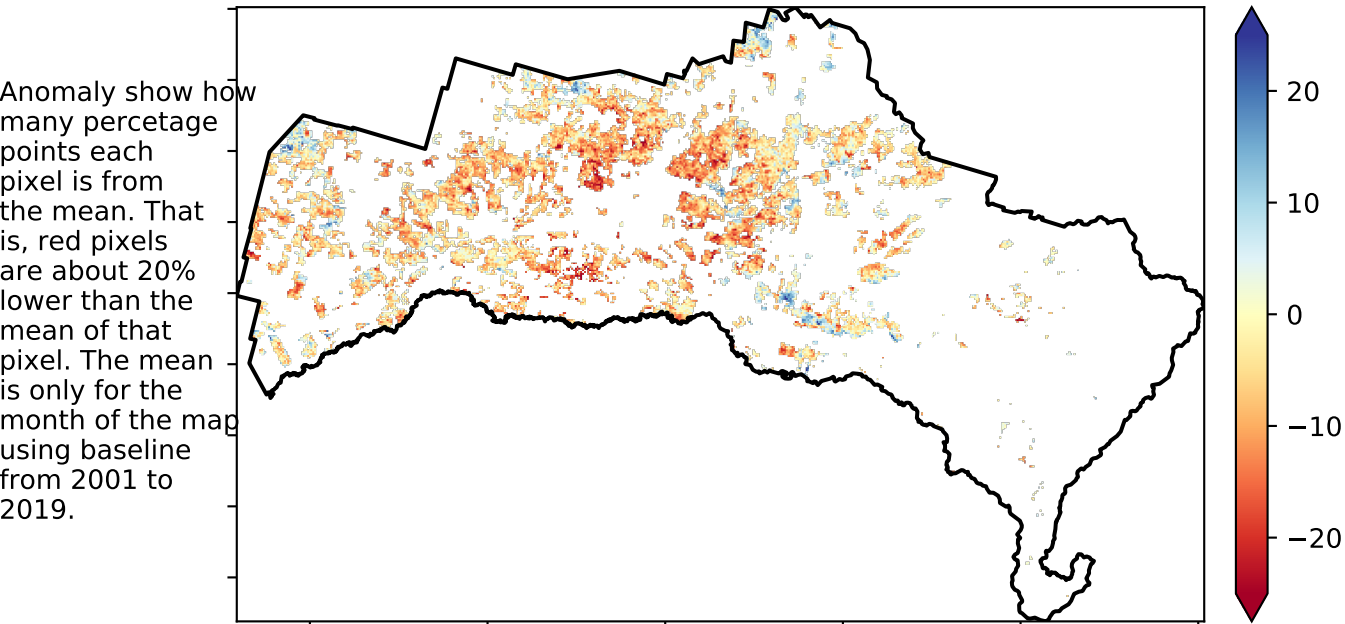 Anomaly show how
many percetage
points each
pixel is from
the mean. That
is, red pixels
are about 20%
lower than the
mean of that
pixel. The mean
is only for the
month of the map
using baseline
from 2001 to
2019.
20
10
0
−10
−20